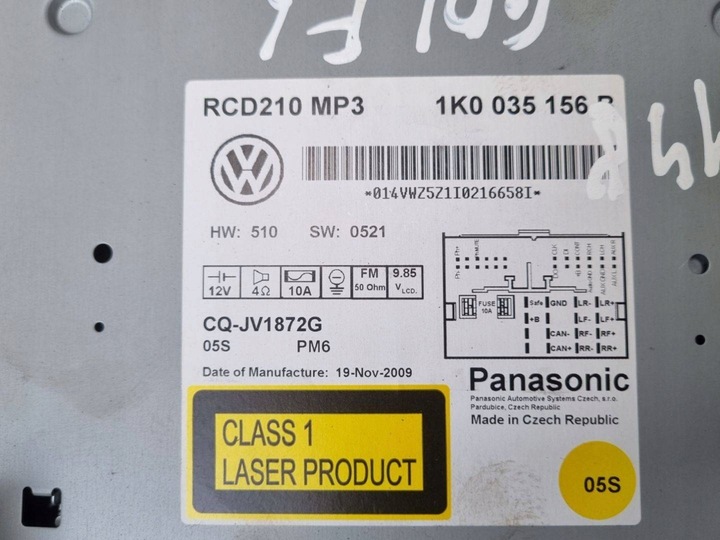 GOLF 6
RCD210 MP3 1K0 035 156 B
*014VWZ5Z1I0216658I*
HW: 510 SW: 0521
12V 4Ω 10A FM 50 Ohm 9.85 VLCD.
FUSE 10A
Safe GND LR- LR+
+B LF- LF+
CAN- RF- RF+
CAN+ RR- RR+
CQ-JV1872G
05S PM6
Date of Manufacture: 19-Nov-2009
Panasonic
Panasonic Automotive Systems Czech, s.r.o.
Pardubice, Czech Republic
Made in Czech Republic
CLASS 1
LASER PRODUCT
05S